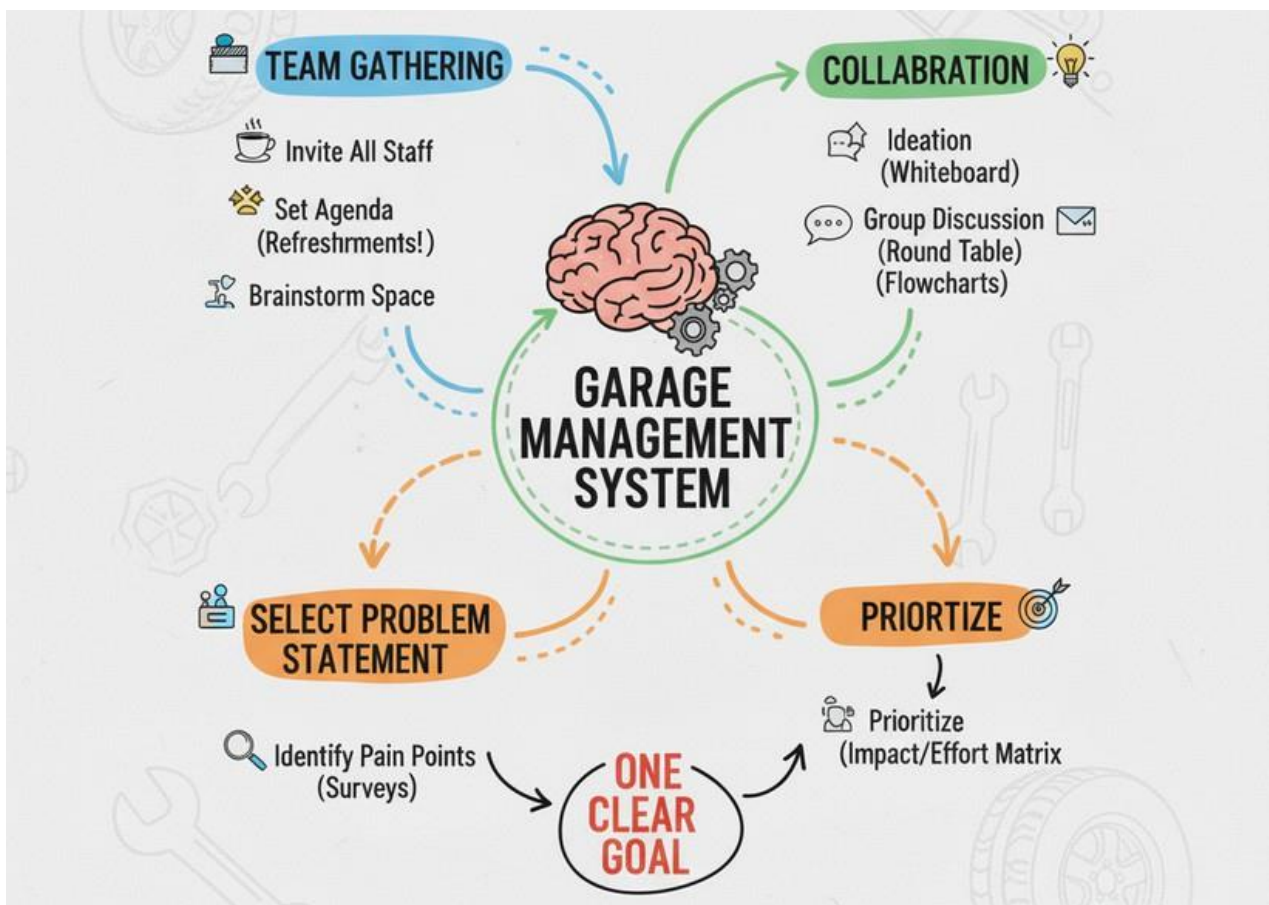 TEAM GATHERING
Invite All Staff
Set Agenda
(Refreshrments!)
Brainstorm Space
COLLABRATION
Ideation
(Whiteboard)
Group Discussion
(Round Table)
(Flowcharts)
GARAGE
MANAGEMENT
SYSTEM
SELECT PROBLEM
STATEMENT
Identify Pain Points
(Surveys)
ONE
CLEAR
GOAL
PRIORTIZE
Prioritize
(Impact/Effort Matrix